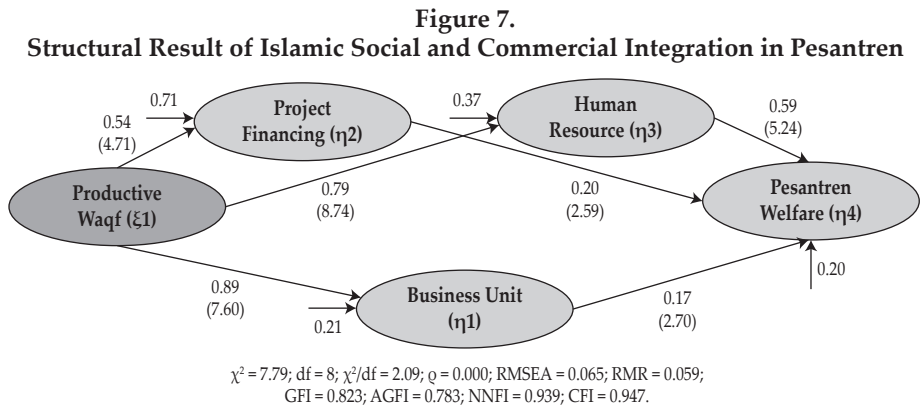 Figure 7.
Structural Result of Islamic Social and Commercial Integration in Pesantren
0.71
Project
Financing (η2)
0.37
Human
Resource (η3)
0.59
(5.24)
0.54
(4.71)
Productive
Waqf (ξ1)
0.79
(8.74)
0.20
(2.59)
Pesantren
Welfare (η4)
0.89
(7.60)
0.21
Business Unit
(η1)
0.17
(2.70)
0.20
χ² = 7.79; df = 8; χ²/df = 2.09; ϱ = 0.000; RMSEA = 0.065; RMR = 0.059;
GFI = 0.823; AGFI = 0.783; NNFI = 0.939; CFI = 0.947.